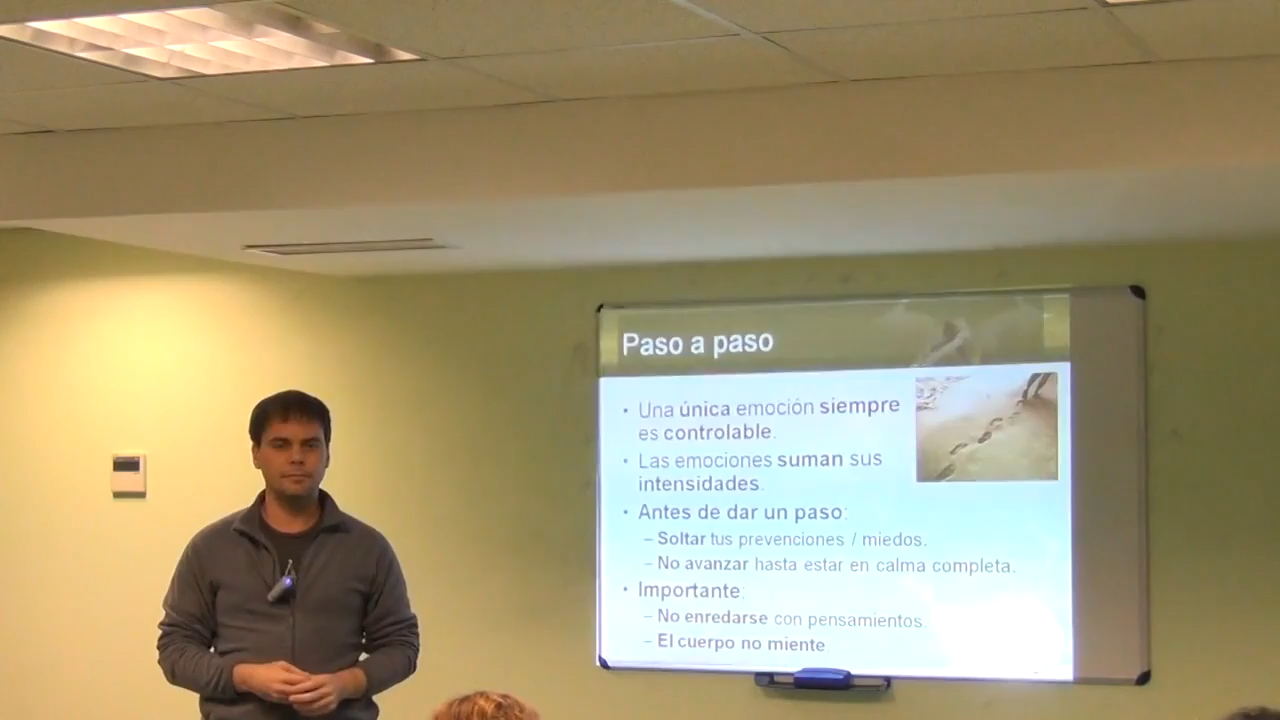 Paso a paso
• Una única emoción siempre
es controlable.
• Las emociones suman sus
intensidades.
• Antes de dar un paso:
– Soltar tus prevenciones / miedos.
– No avanzar hasta estar en calma completa.
• Importante:
– No enredarse con pensamientos.
– El cuerpo no miente